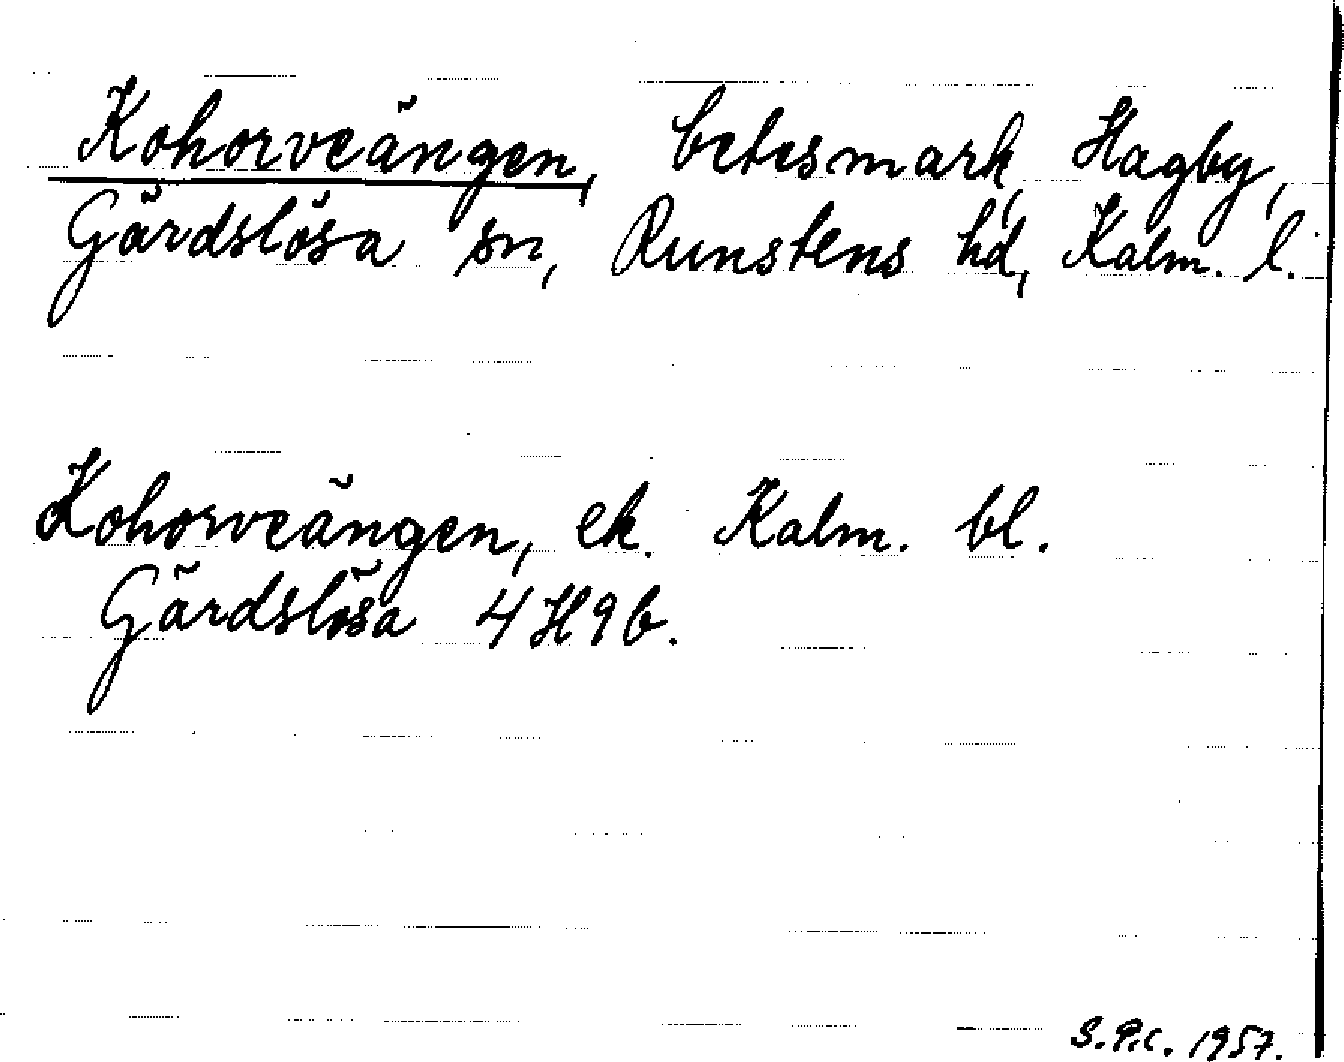 Kohorveängen, betesmark, Hagby,
Gärdslösa sn, Runstens hd, Kalm. l.
Kohorveängen, ek. Kalm. bl.
Gärdslösa 4H9b.
S.P.C. 1957.